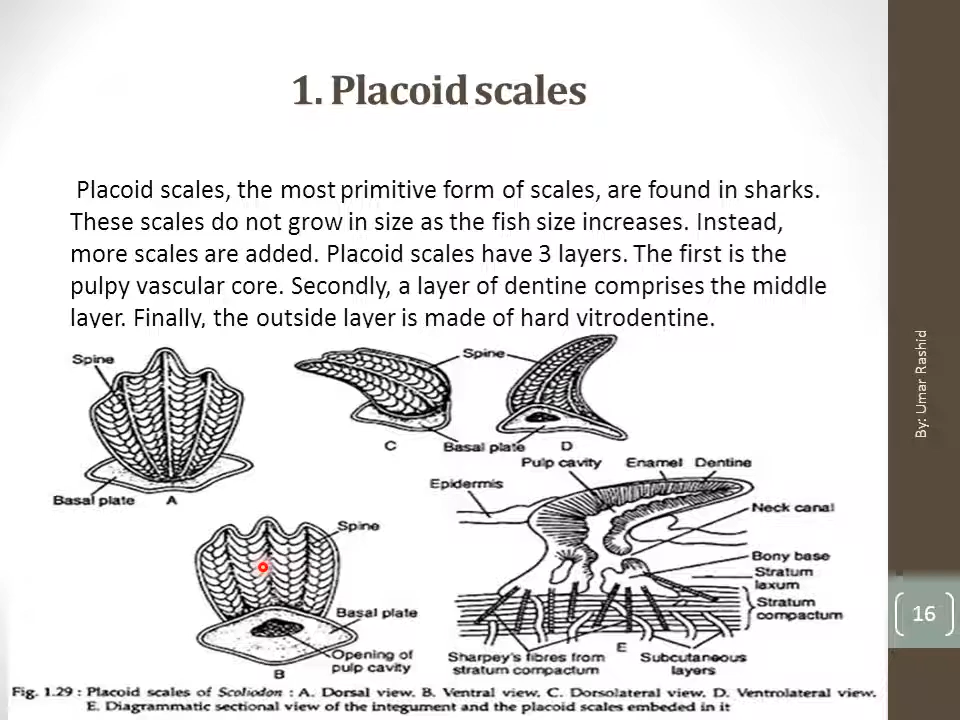 1. Placoid scales
Placoid scales, the most primitive form of scales, are found in sharks.
These scales do not grow in size as the fish size increases. Instead,
more scales are added. Placoid scales have 3 layers. The first is the
pulpy vascular core. Secondly, a layer of dentine comprises the middle
layer. Finally, the outside layer is made of hard vitrodentine.
Spine
Basal plate
A
Spine
C
Basal plate
D
Spine
Basal plate
Opening of
pulp cavity
B
Pulp cavity
Enamel
Dentine
Epidermis
Neck canal
Bony base
Stratum
laxum
Stratum
compactum
E
Sharpey's fibres from
stratum compactum
Subcutaneous
layers
Fig. 1.29 : Placoid scales of Scoliodon : A. Dorsal view. B. Ventral view. C. Dorsolateral view. D. Ventrolateral view.
E. Diagrammatic sectional view of the integument and the placoid scales embeded in it
By: Umar Rashid
16